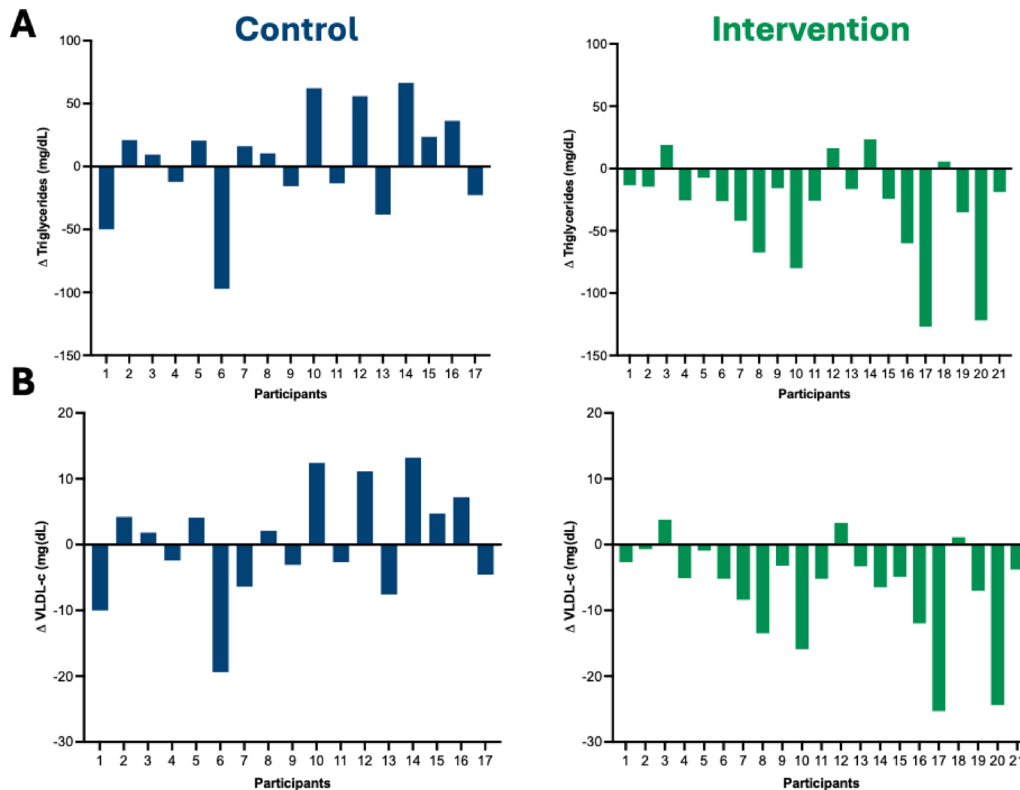 A
Control
Intervention
Δ Triglycerides (mg/dL)
100
50
0
-50
-100
-150
1 2 3 4 5 6 7 8 9 10 11 12 13 14 15 16 17
Participants
Δ Triglycerides (mg/dL)
100
50
0
-50
-100
-150
1 2 3 4 5 6 7 8 9 10 11 12 13 14 15 16 17 18 19 20 21
Participants
B
Δ VLDL-c (mg(dL)
20
10
0
-10
-20
-30
1 2 3 4 5 6 7 8 9 10 11 12 13 14 15 16 17
Participants
Δ VLDL-c (mg(dL)
20
10
0
-10
-20
-30
1 2 3 4 5 6 7 8 9 10 11 12 13 14 15 16 17 18 19 20 21
Participants